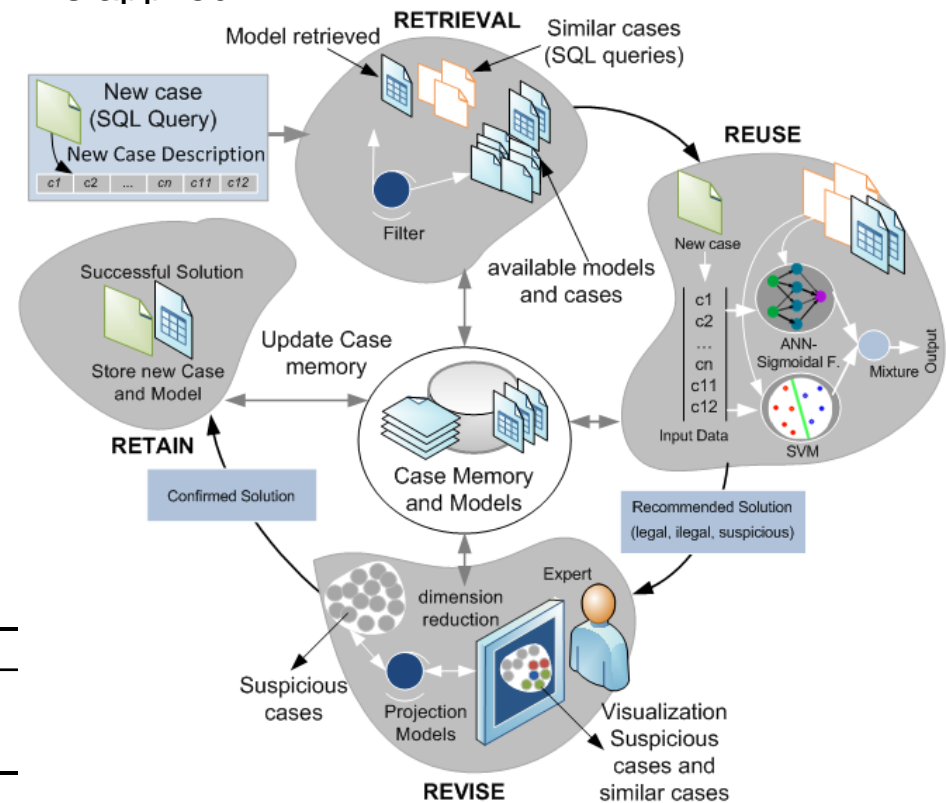 RETRIEVAL
Model retrieved
Similar cases
(SQL queries)
New case
(SQL Query)
New Case Description
c1 c2 ... cn c11 c12
Filter
available models
and cases
REUSE
New case
c1
c2
...
cn
c11
c12
Input Data
ANN-
Sigmoidal F.
SVM
Mixture
Output
Successful Solution
Store new Case
and Model
RETAIN
Update Case
memory
Case Memory
and Models
Confirmed Solution
Recommended Solution
(legal, ilegal, suspicious)
dimension
reduction
Expert
Suspicious
cases
Projection
Models
Visualization
Suspicious
cases and
similar cases
REVISE